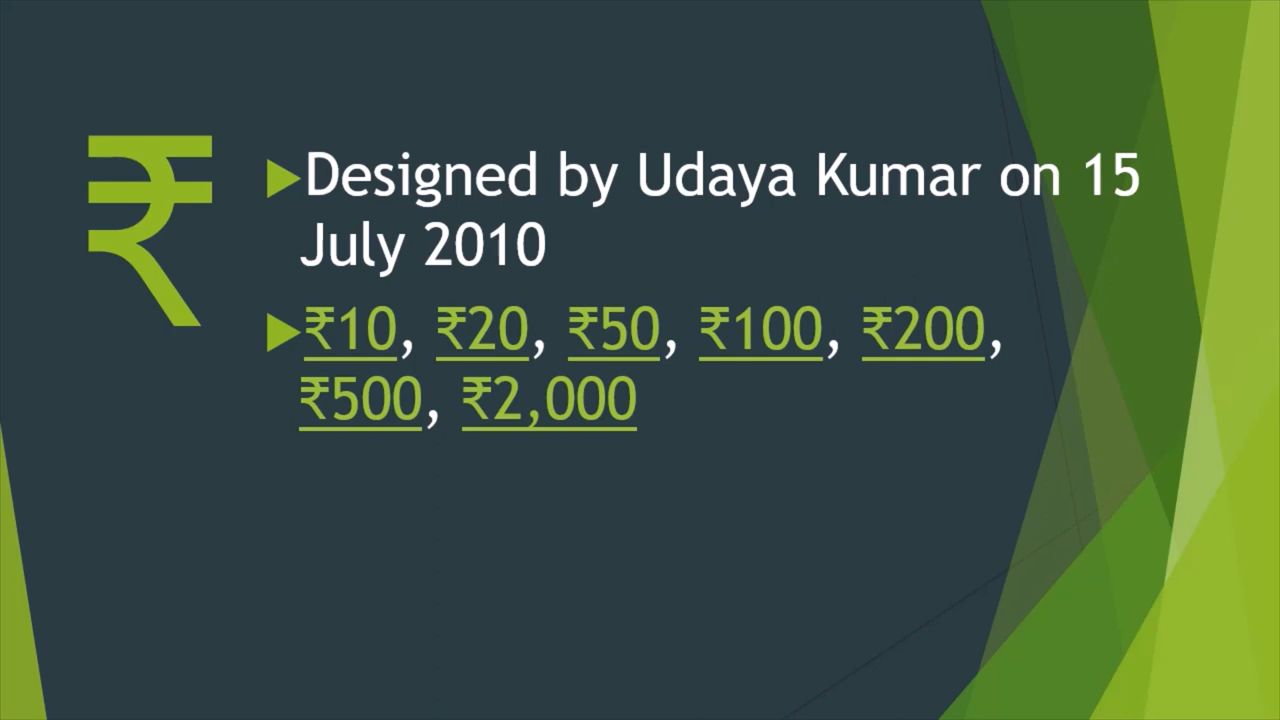 ₹
Designed by Udaya Kumar on 15
July 2010
₹10, ₹20, ₹50, ₹100, ₹200,
₹500, ₹2,000